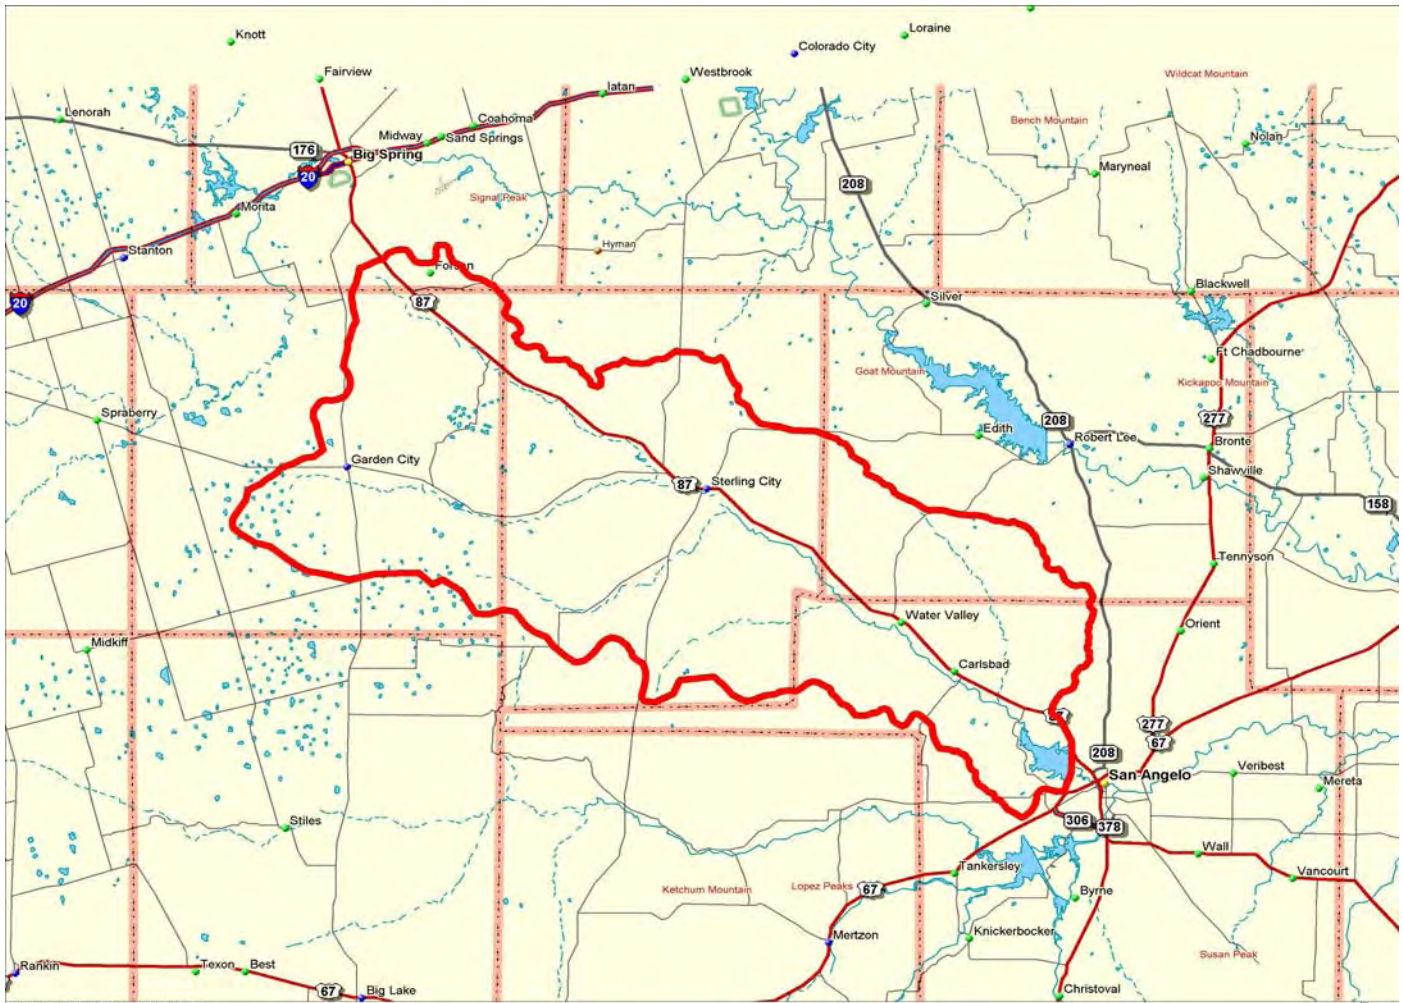 Knott
Loraine
Colorado City
Fairview
Westbrook
Wildcat Mountain
Iatan
Lenorah
Coahoma
Bench Mountain
Midway
Sand Springs
Nolan
176
Big Spring
Maryneal
20
208
Signal Peak
Morita
Stanton
Hyman
Forsan
20
87
Silver
Blackwell
Ft Chadbourne
Goat Mountain
Kickapoo Mountain
Spraberry
208
277
Edith
Robert Lee
Bronte
Garden City
Shawville
87
Sterling City
158
Tennyson
Water Valley
Orient
Midkiff
Carlsbad
87
277
67
208
San Angelo
Veribest
Mereta
Stiles
306
378
Wall
Tankersley
Vancourt
Ketchum Mountain
Lopez Peaks
67
Byrne
Mertzon
Knickerbocker
Susan Peak
Rankin
Texon
Best
67
Big Lake
Christoval